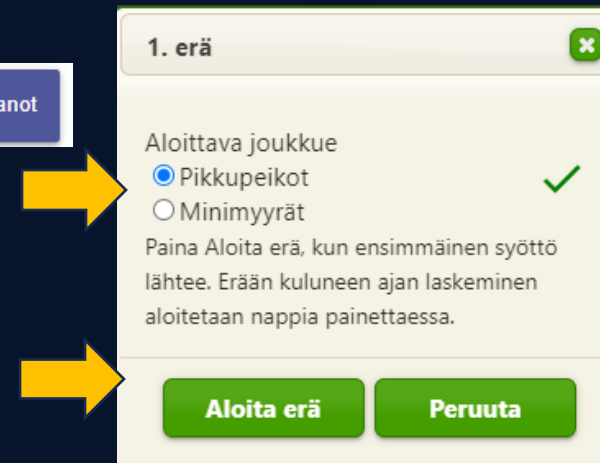 1. erä
anot
Aloittava joukkue
Pikkupeikot
Minimyyrät
Paina Aloita erä, kun ensimmäinen syöttö
lähtee. Erään kuluneen ajan laskeminen
aloitetaan nappia painettaessa.
Aloita erä Peruuta